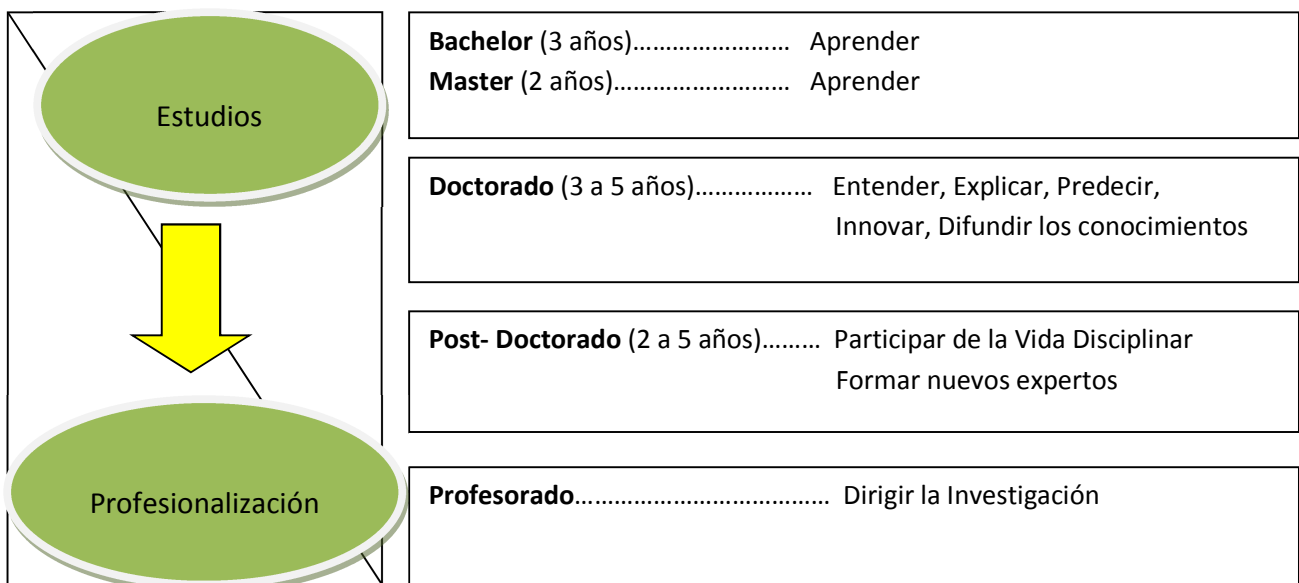 Estudios
Bachelor (3 años)........................ Aprender
Master (2 años)............................ Aprender
Doctorado (3 a 5 años).................. Entender, Explicar, Predecir,
Innovar, Difundir los conocimientos
Post- Doctorado (2 a 5 años)......... Participar de la Vida Disciplinar
Formar nuevos expertos
Profesionalización
Profesorado........................................ Dirigir la Investigación